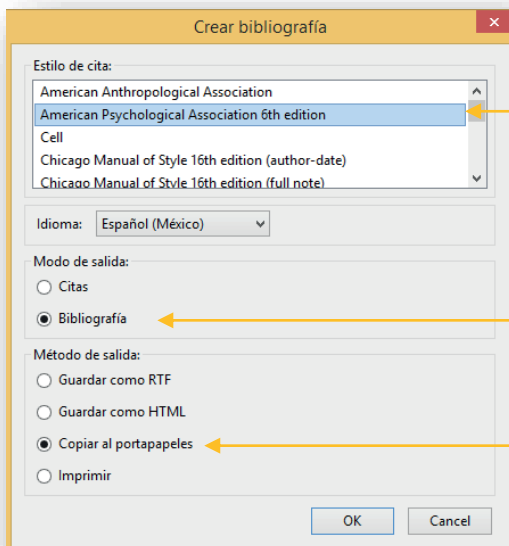 Crear bibliografía
Estilo de cita:
American Anthropological Association
American Psychological Association 6th edition
Cell
Chicago Manual of Style 16th edition (author-date)
Chicago Manual of Style 16th edition (full note)
Idioma: Español (México)
Modo de salida:
Citas
Bibliografía
Método de salida:
Guardar como RTF
Guardar como HTML
Copiar al portapapeles
Imprimir
OK Cancel